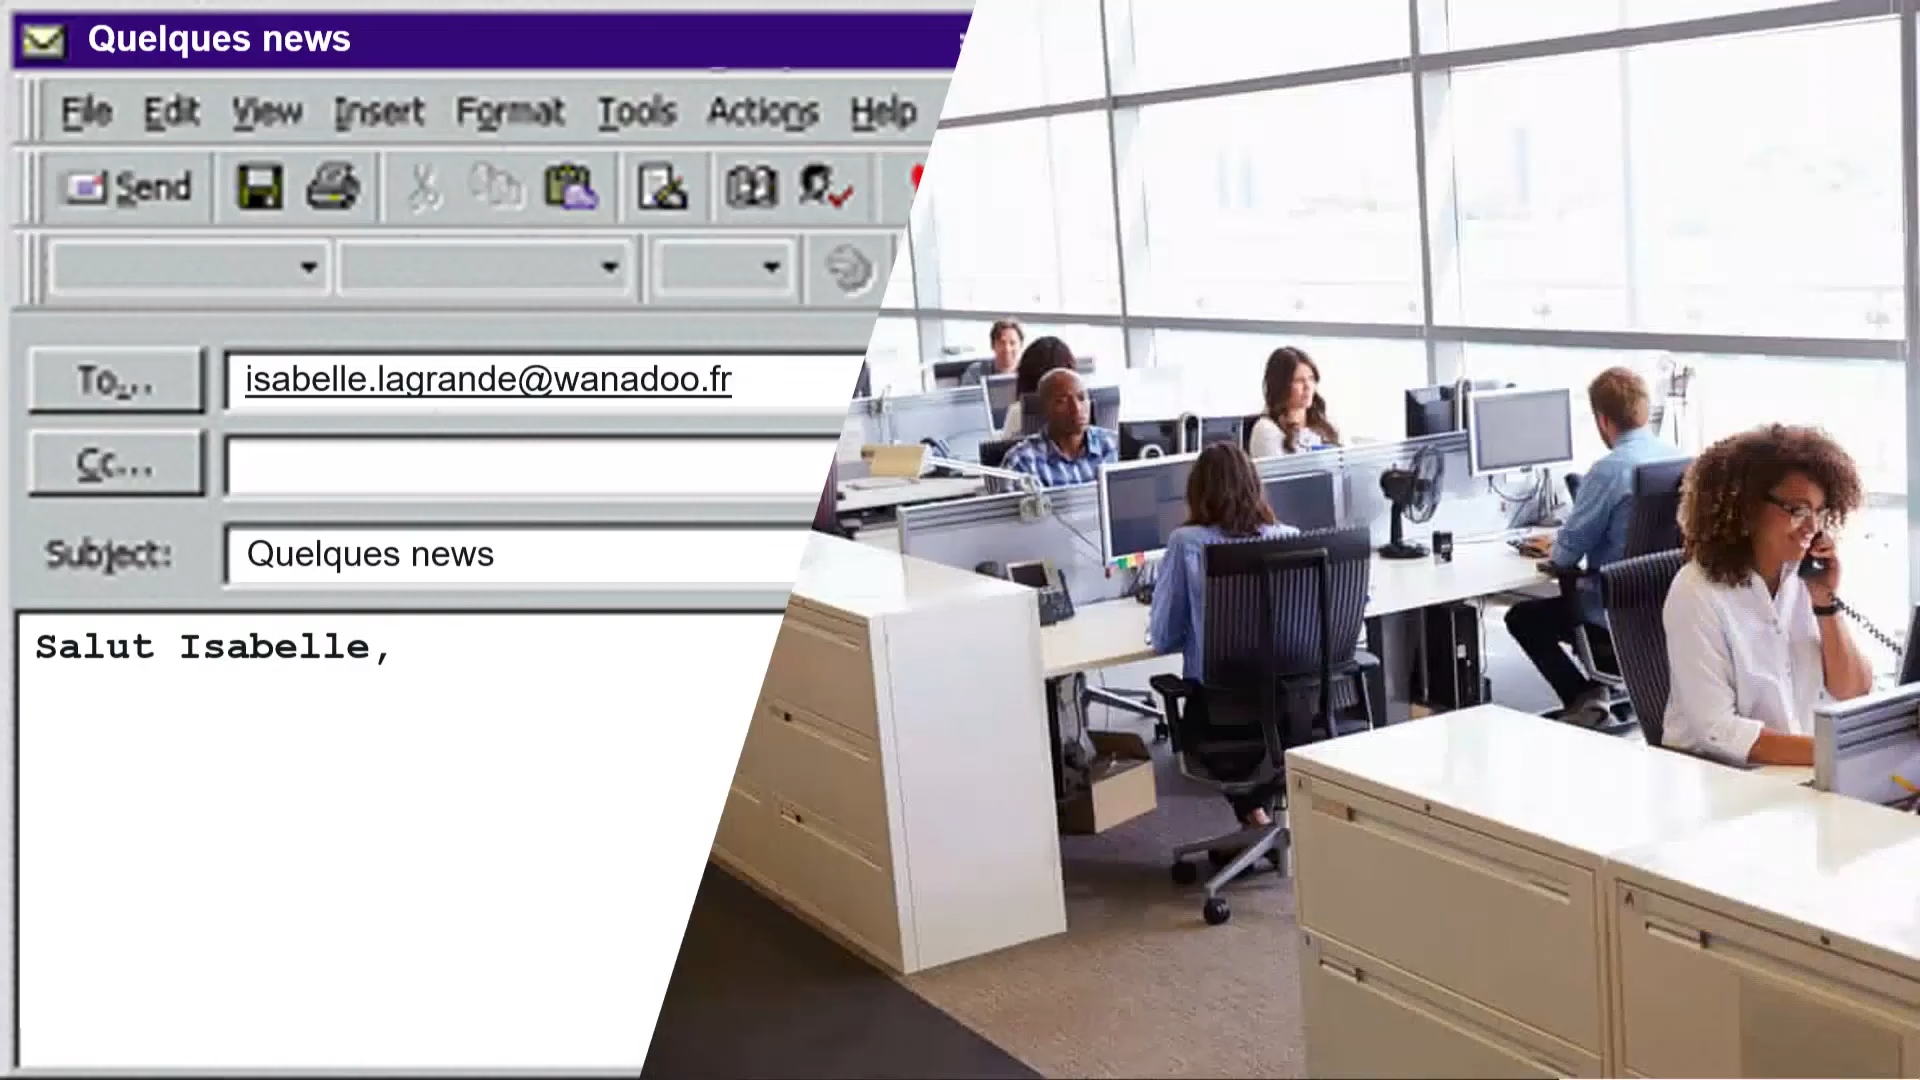 Quelques news
File Edit View Insert Format Tools Actions Help
Send
To...
isabelle.lagrande@wanadoo.fr
Cc...
Subject:
Quelques news
Salut Isabelle,